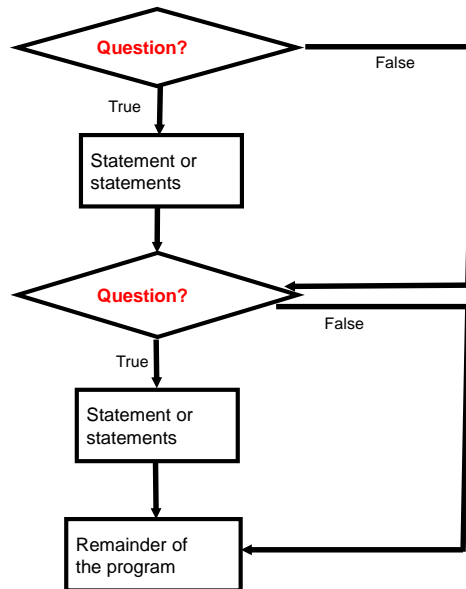 Question?
False
True
Statement or
statements
Question?
False
True
Statement or
statements
Remainder of
the program